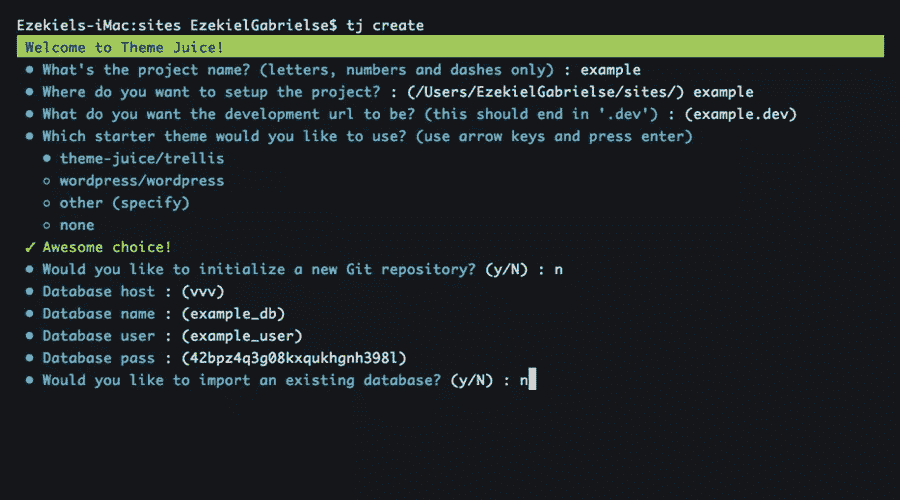 Ezekiels-iMac:sites EzekielGabrielse$ tj create
Welcome to Theme Juice!
● What's the project name? (letters, numbers and dashes only) : example
● Where do you want to setup the project? : (/Users/EzekielGabrielse/sites/) example
● What do you want the development url to be? (this should end in '.dev') : (example.dev)
● Which starter theme would you like to use? (use arrow keys and press enter)
● theme-juice/trellis
○ wordpress/wordpress
○ other (specify)
○ none
✓ Awesome choice!
● Would you like to initialize a new Git repository? (y/N) : n
● Database host : (vvv)
● Database name : (example_db)
● Database user : (example_user)
● Database pass : (42bpz4q3g08kxqukhgnh398l)
● Would you like to import an existing database? (y/N) : n